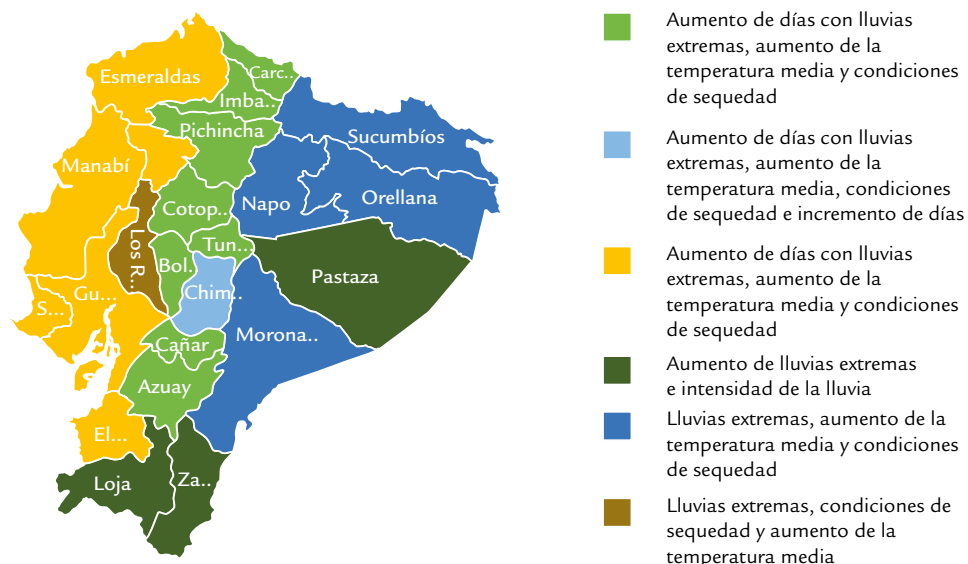 Esmeraldas
Carc..
Imba..
Pichincha
Sucumbíos
Manabí
Orellana
Napo
Cotop..
Los R...
Tun...
Bol.
Pastaza
Gu...
Chim..
S...
Morona..
Cañar
Azuay
El...
Loja
Za..
Aumento de días con lluvias
extremas, aumento de la
temperatura media y condiciones
de sequedad
Aumento de días con lluvias
extremas, aumento de la
temperatura media, condiciones
de sequedad e incremento de días
Aumento de días con lluvias
extremas, aumento de la
temperatura media y condiciones
de sequedad
Aumento de lluvias extremas
e intensidad de la lluvia
Lluvias extremas, aumento de la
temperatura media y condiciones
de sequedad
Lluvias extremas, condiciones de
sequedad y aumento de la
temperatura media